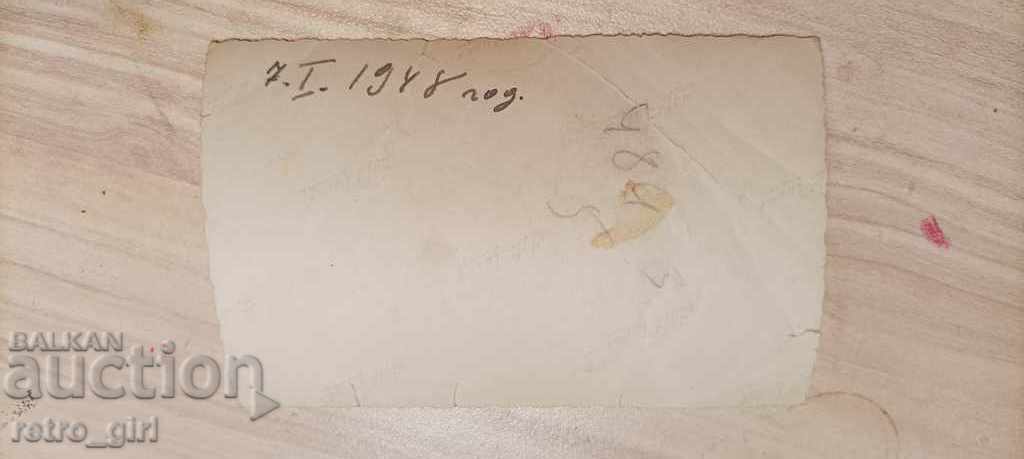 7.I.1948 год.
BALKAN
auction
retro_girl